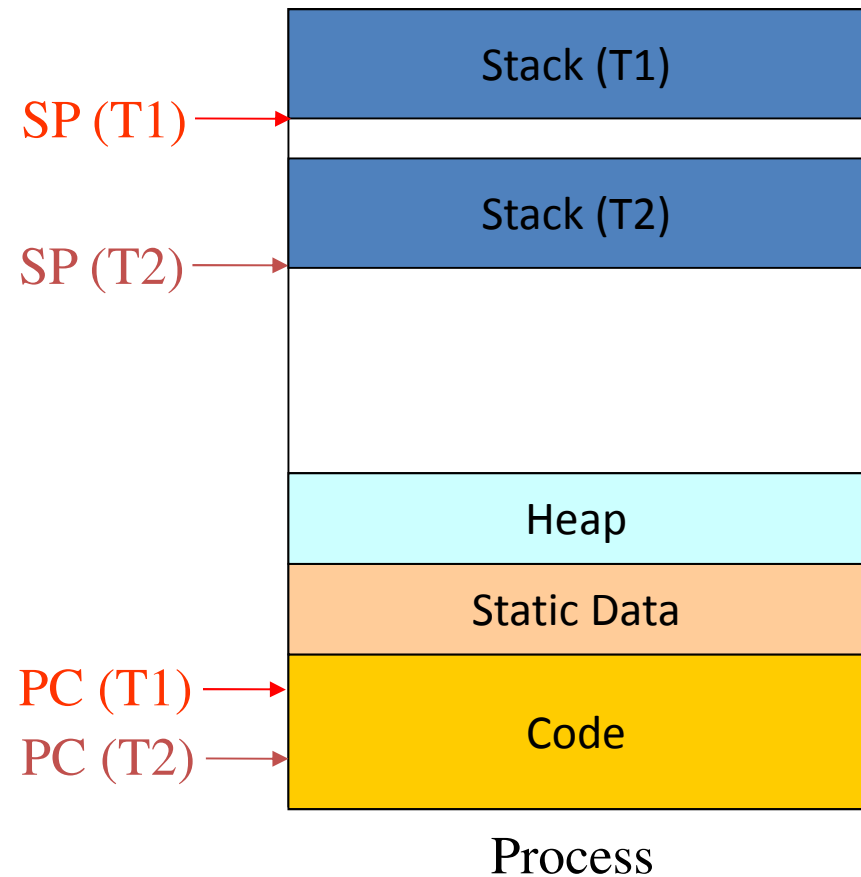 Stack (T1)
SP (T1)
Stack (T2)
SP (T2)
Heap
Static Data
PC (T1)
Code
PC (T2)
Process